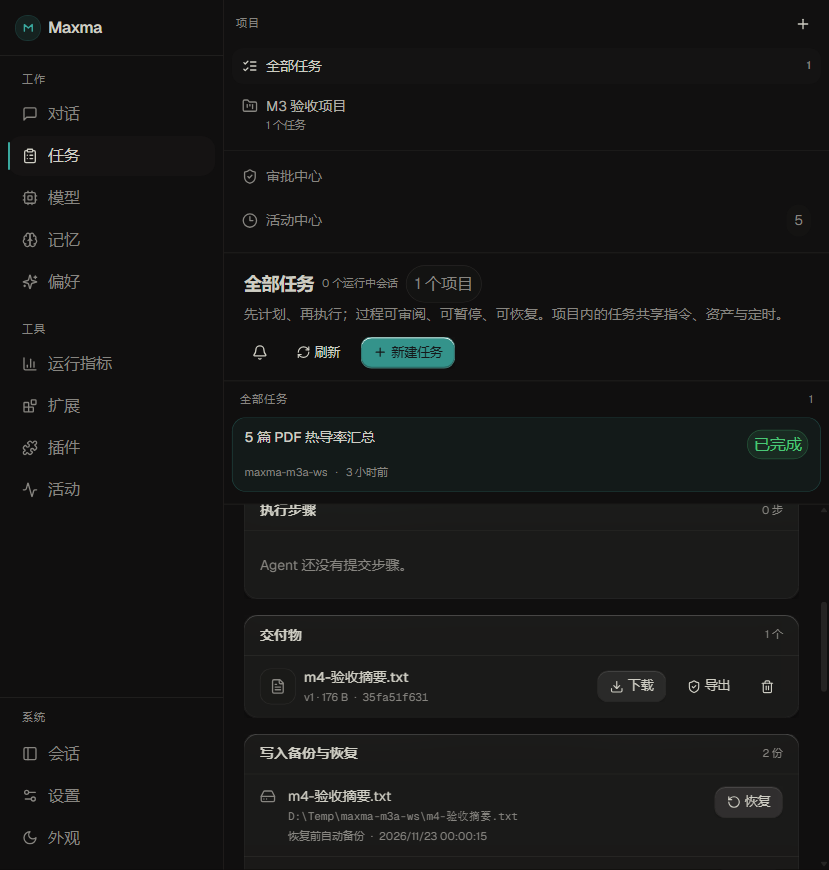 Maxma
工作
对话
任务
模型
记忆
偏好
工具
运行指标
扩展
插件
活动
系统
会话
设置
外观
项目
全部任务 1
M3 验收项目
1 个任务
审批中心
活动中心 5
全部任务 0 个运行中会话 1 个项目
先计划、再执行；过程可审阅、可暂停、可恢复。项目内的任务共享指令、资产与定时。
刷新 + 新建任务
全部任务 1
5 篇 PDF 热导率汇总 已完成
maxma-m3a-ws · 3 小时前
执行步骤 0 步
Agent 还没有提交步骤。
交付物 1 个
m4-验收摘要.txt 下载 导出
v1 · 176 B · 35fa51f631
写入备份与恢复 2 份
m4-验收摘要.txt 恢复
D:\Temp\maxma-m3a-ws\m4-验收摘要.txt
恢复前自动备份 · 2026/11/23 00:00:15